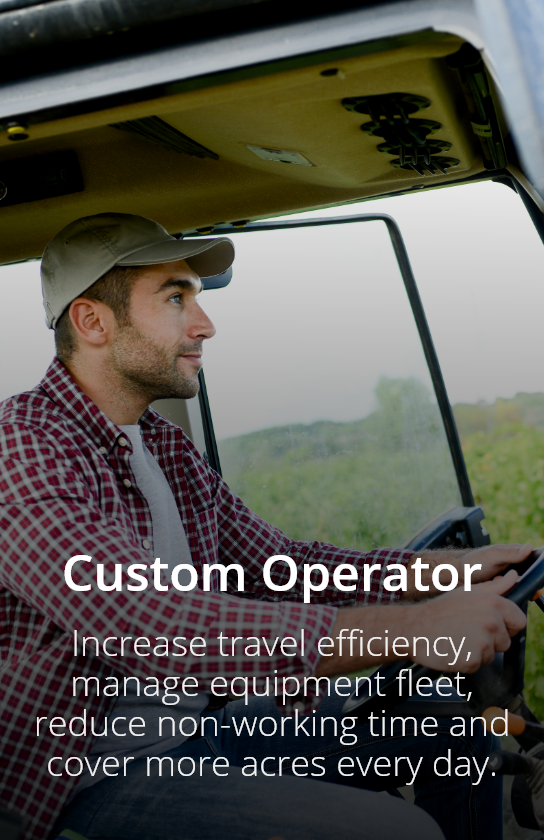 Custom Operator
Increase travel efficiency,
manage equipment fleet,
reduce non-working time and
cover more acres every day.